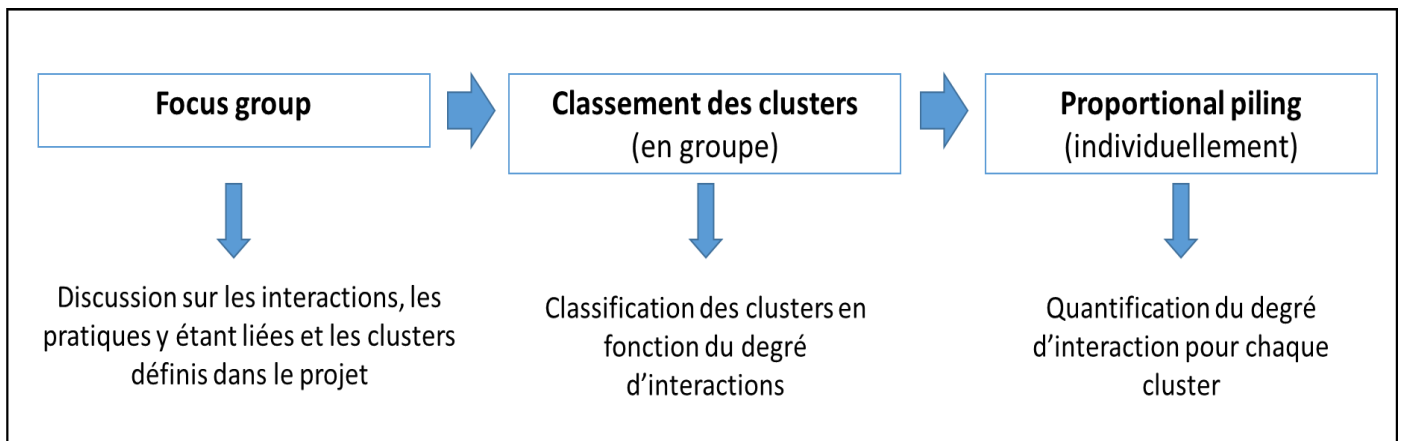 Focus group
Classement des clusters
(en groupe)
Proportional piling
(individuellement)
Discussion sur les interactions, les
pratiques y étant liées et les clusters
définis dans le projet
Classification des clusters en
fonction du degré
d'interactions
Quantification du degré
d'interaction pour chaque
cluster